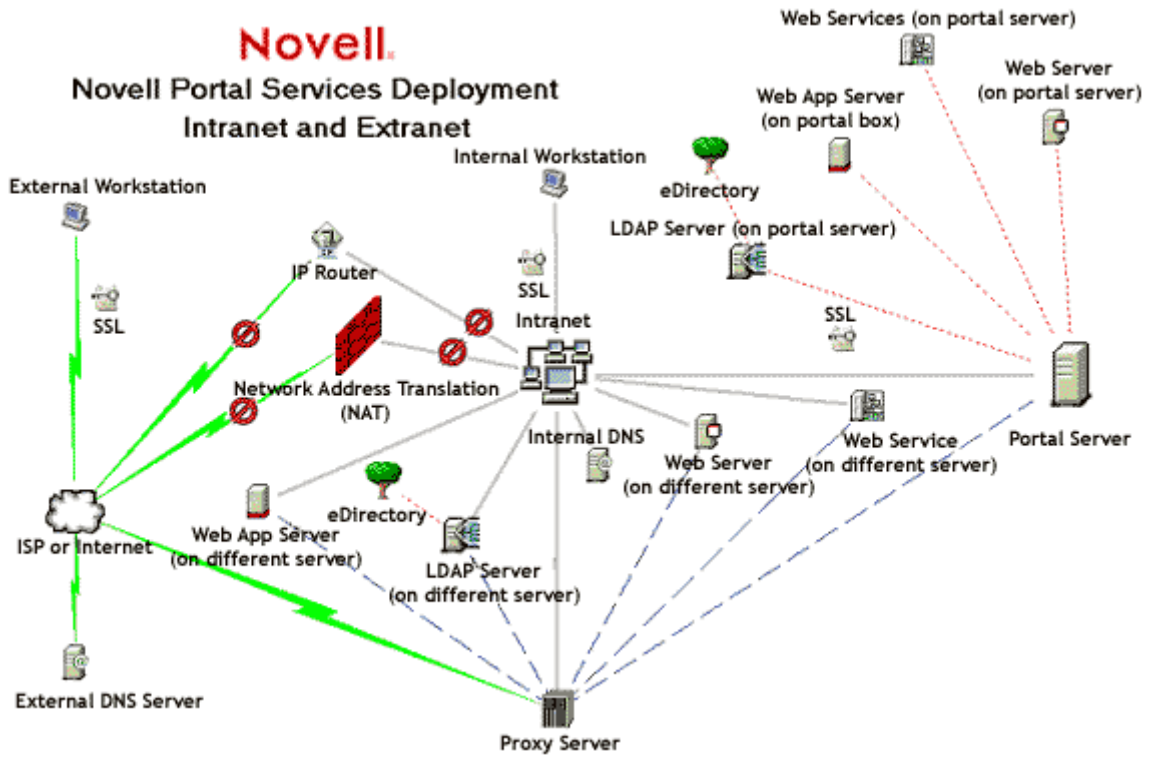 Novell®
Novell Portal Services Deployment
Intranet and Extranet
Web Services (on portal server)
Web Server
(on portal server)
Web App Server
(on portal box)
Internal Workstation
External Workstation
eDirectory
LDAP Server (on portal server)
IP Router
SSL
SSL
SSL
Intranet
Network Address Translation
(NAT)
Internal DNS
Web Server
(on different server)
Web Service
(on different server)
Portal Server
eDirectory
Web App Server
(on different server)
ISP or Internet
LDAP Server
(on different server)
External DNS Server
Proxy Server